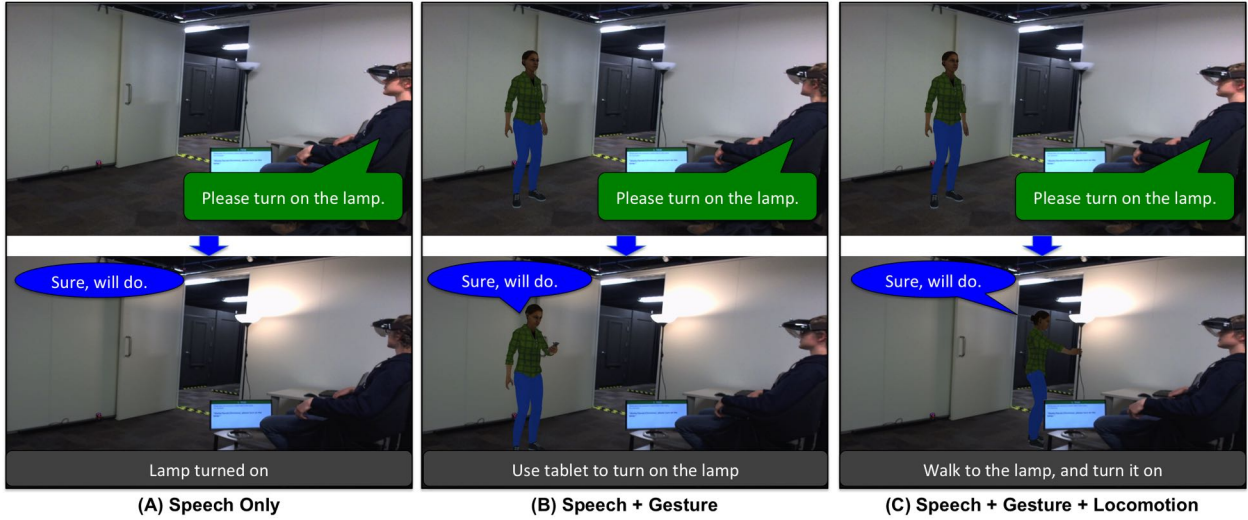 Please turn on the lamp.
Please turn on the lamp.
Please turn on the lamp.
Sure, will do.
Sure, will do.
Sure, will do.
Lamp turned on
Use tablet to turn on the lamp
Walk to the lamp, and turn it on
(A) Speech Only
(B) Speech + Gesture
(C) Speech + Gesture + Locomotion